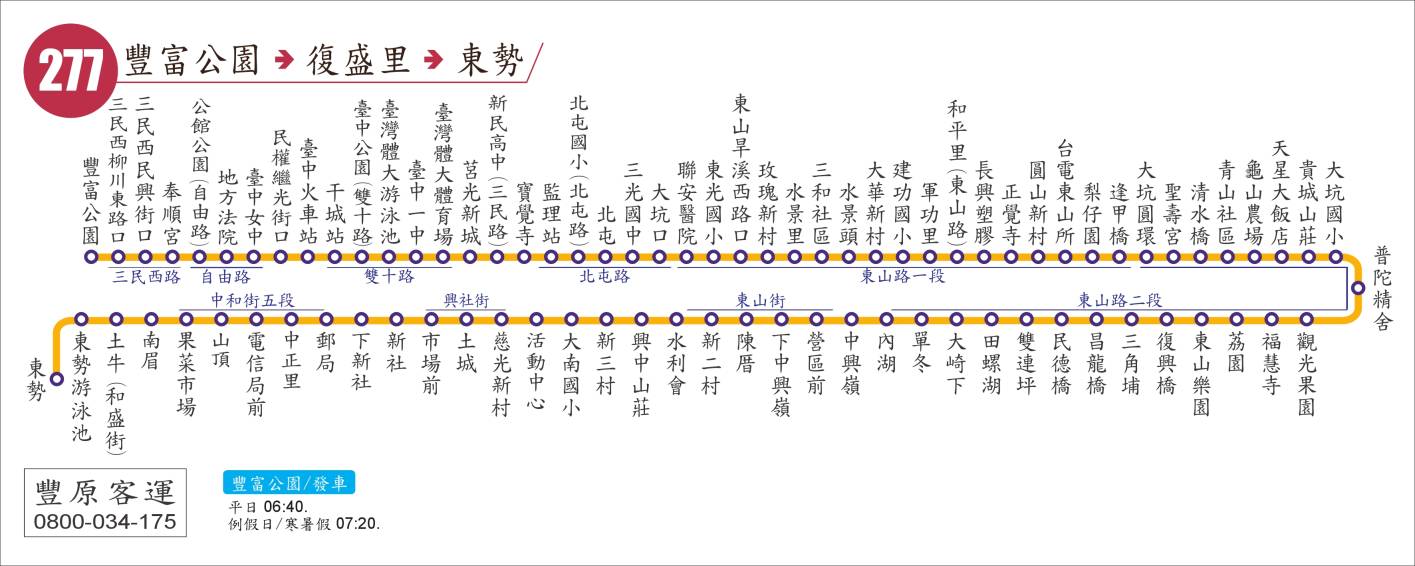 277 豐富公園 → 復盛里 → 東勢
豐富公園
三民西柳川東路口
三民西民興街口
奉順宮
公館公園(自由路)
地方法院
臺中女中
民權繼光街口
臺中火車站
干城站
臺中公園(雙十路)
臺灣體大游泳池
臺中一中
臺灣體大體育場
莒光新城
新民高中(三民路)
寶覺寺
監理站
北屯國小(北屯路)
北屯
三光國中
大坑口
聯安醫院
東光國小
東山旱溪西路口
玫瑰新村
水景里
三和社區
水景頭
大華新村
建功國小
軍功里
和平里(東山路)
長興塑膠
正覺寺
圓山新村
台電東山所
梨仔園
逢甲橋
大坑圓環
聖壽宮
清水橋
青山社區
龜山農場
天星大飯店
貴城山莊
大坑國小
普陀精舍
三民西路
自由路
雙十路
北屯路
東山路一段
中和街五段
興社街
東山街
東山路二段
東勢
東勢游泳池
土牛(和盛街)
南眉
果菜市場
山頂
電信局前
中正里
郵局
下新社
新社
市場前
土城
慈光新村
活動中心
大南國小
新三村
興中山莊
水利會
新二村
陳厝
下中興嶺
營區前
中興嶺
內湖
單冬
大崎下
田螺湖
雙連坪
民德橋
昌龍橋
三角埔
復興橋
東山樂園
荔園
福慧寺
觀光果園
豐原客運
0800-034-175
豐富公園/發車
平日 06:40.
例假日/寒暑假 07:20.